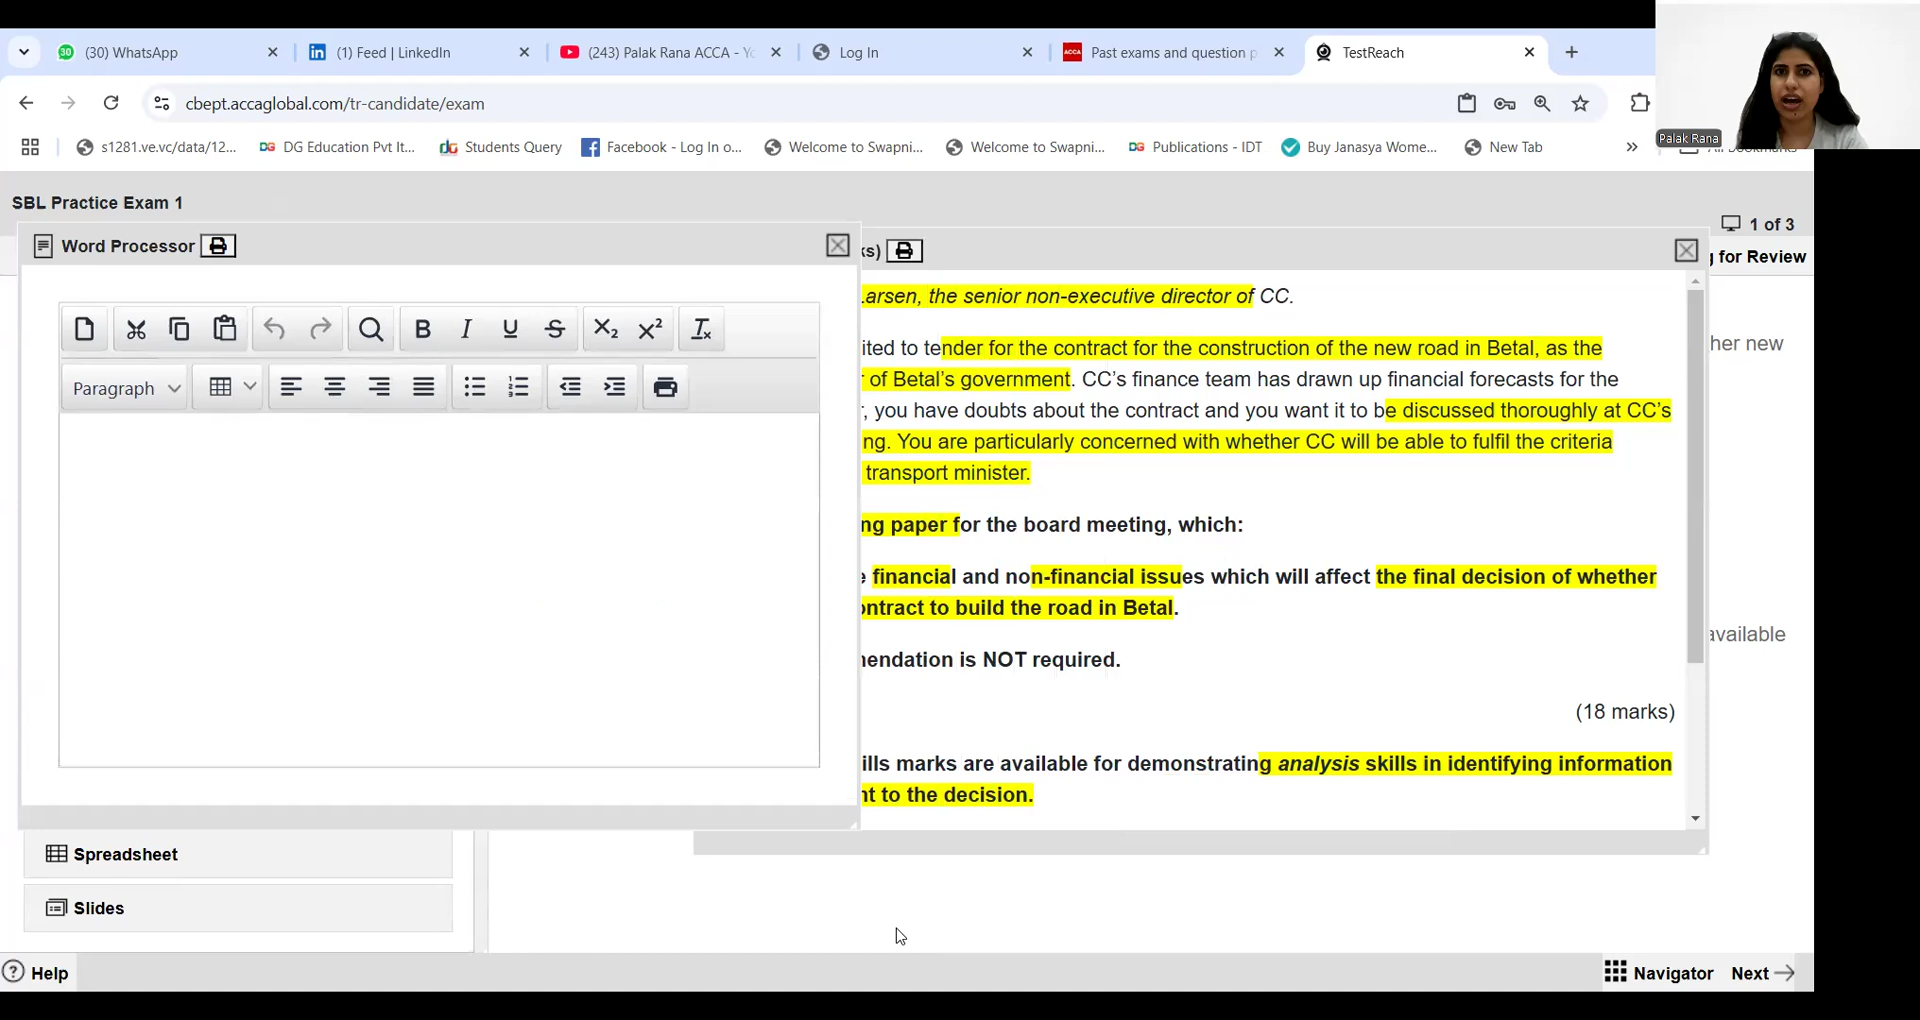 (30) WhatsApp
(1) Feed | LinkedIn
(243) Palak Rana ACCA - Yo
Log In
Past exams and question p
TestReach
cbept.accaglobal.com/tr-candidate/exam
s1281.ve.vc/data/12...
DG Education Pvt It...
Students Query
Facebook - Log In o...
Welcome to Swapni...
Welcome to Swapni...
Publications - IDT
Buy Janasya Wome...
New Tab
Palak Rana
SBL Practice Exam 1
1 of 3
Word Processor
ks)
g for Review
Larsen, the senior non-executive director of CC.
ited to tender for the contract for the construction of the new road in Betal, as the
her new
r of Betal's government. CC's finance team has drawn up financial forecasts for the
Paragraph
r, you have doubts about the contract and you want it to be discussed thoroughly at CC's
ng. You are particularly concerned with whether CC will be able to fulfil the criteria
transport minister.
ng paper for the board meeting, which:
e financial and non-financial issues which will affect the final decision of whether
ontract to build the road in Betal.
available
mendation is NOT required.
(18 marks)
ills marks are available for demonstrating analysis skills in identifying information
nt to the decision.
Spreadsheet
Slides
Help
Navigator
Next